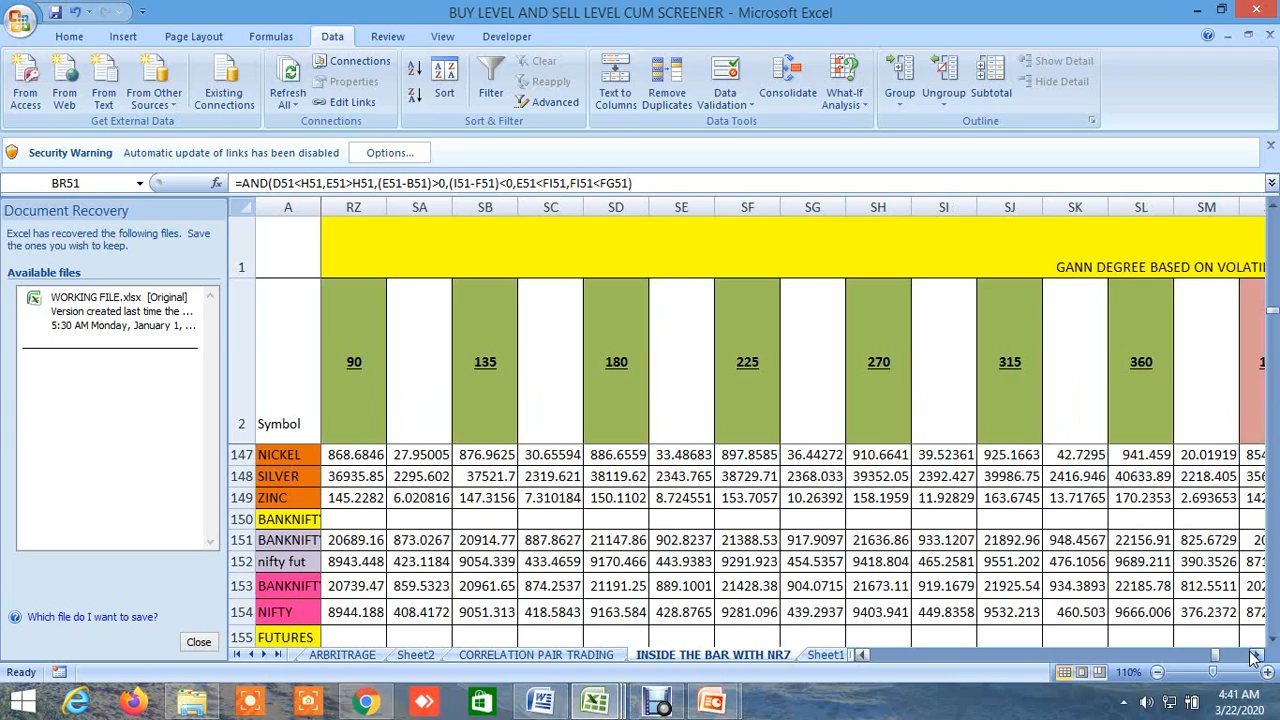 BUY LEVEL AND SELL LEVEL CUM SCREENER - Microsoft Excel
Home Insert Page Layout Formulas Data Review View Developer
From Access
From Web
From Text
From Other Sources
Existing Connections
Get External Data
Refresh All
Connections
Properties
Edit Links
Connections
Sort
Filter
Clear
Reapply
Advanced
Sort & Filter
Text to Columns
Remove Duplicates
Data Validation
Consolidate
What-If Analysis
Data Tools
Group
Ungroup
Subtotal
Show Detail
Hide Detail
Outline
Security Warning Automatic update of links has been disabled Options...
BR51 fx =AND(D51<H51,E51>H51,(E51-B51)>0,(I51-F51)<0,E51<FI51,FI51<FG51)
Document Recovery
Excel has recovered the following files. Save
the ones you wish to keep.
Available files
WORKING FILE.xlsx [Original]
Version created last time the ...
5:30 AM Monday, January 1, ...
Which file do I want to save?
Close
A RZ SA SB SC SD SE SF SG SH SI SJ SK SL SM
1 GANN DEGREE BASED ON VOLATI
2 Symbol 90 135 180 225 270 315 360
147 NICKEL 868.6846 27.95005 876.9625 30.65594 886.6559 33.48683 897.8585 36.44272 910.6641 39.52361 925.1663 42.7295 941.459 20.01919 854
148 SILVER 36935.85 2295.602 37521.7 2319.621 38119.62 2343.765 38729.71 2368.033 39352.05 2392.427 39986.75 2416.946 40633.89 2218.405 356
149 ZINC 145.2282 6.020816 147.3156 7.310184 150.1102 8.724551 153.7057 10.26392 158.1959 11.92829 163.6745 13.71765 170.2353 2.693653 142
150 BANKNIFTY
151 BANKNIFTY 20689.16 873.0267 20914.77 887.8627 21147.86 902.8237 21388.53 917.9097 21636.86 933.1207 21892.96 948.4567 22156.91 825.6729 20
152 nifty fut 8943.448 423.1184 9054.339 433.4469 9170.466 443.9383 9291.923 454.5357 9418.804 465.2581 9551.202 476.1056 9689.211 390.3526 871
153 BANKNIFTY 20739.47 859.5323 20961.65 874.2537 21191.25 889.1001 21428.38 904.0715 21673.11 919.1679 21925.54 934.3893 22185.78 812.5511 202
154 NIFTY 8944.188 408.4172 9051.313 418.5843 9163.584 428.8765 9281.096 439.2937 9403.941 449.8358 9532.213 460.503 9666.006 376.2372 872
155 FUTURES
ARBITRAGE Sheet2 CORRELATION PAIR TRADING INSIDE THE BAR WITH NR7 Sheet1
Ready 110%
4:41 AM
3/22/2020